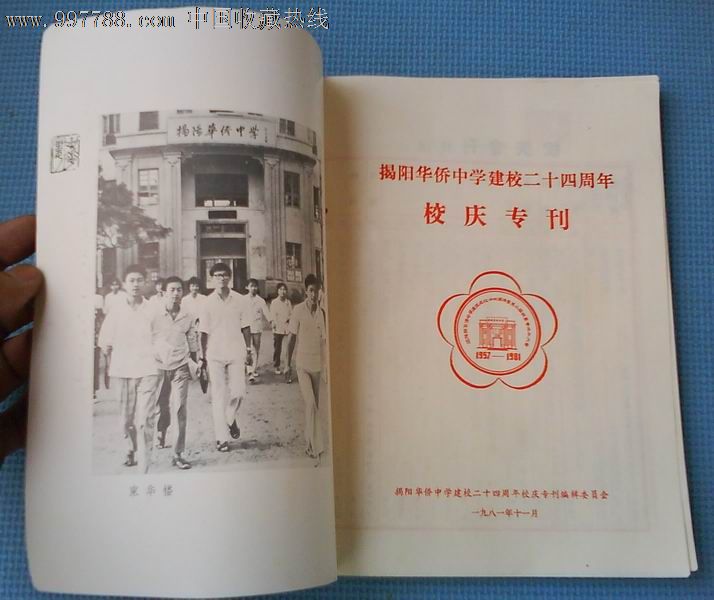 www.997788.com 中国收藏热线
揭阳华侨中学
东华楼
揭阳华侨中学建校二十四周年
校庆专刊
1957—1981
揭阳华侨中学建校二十四周年校庆专刊编辑委员会
一九八一年十一月